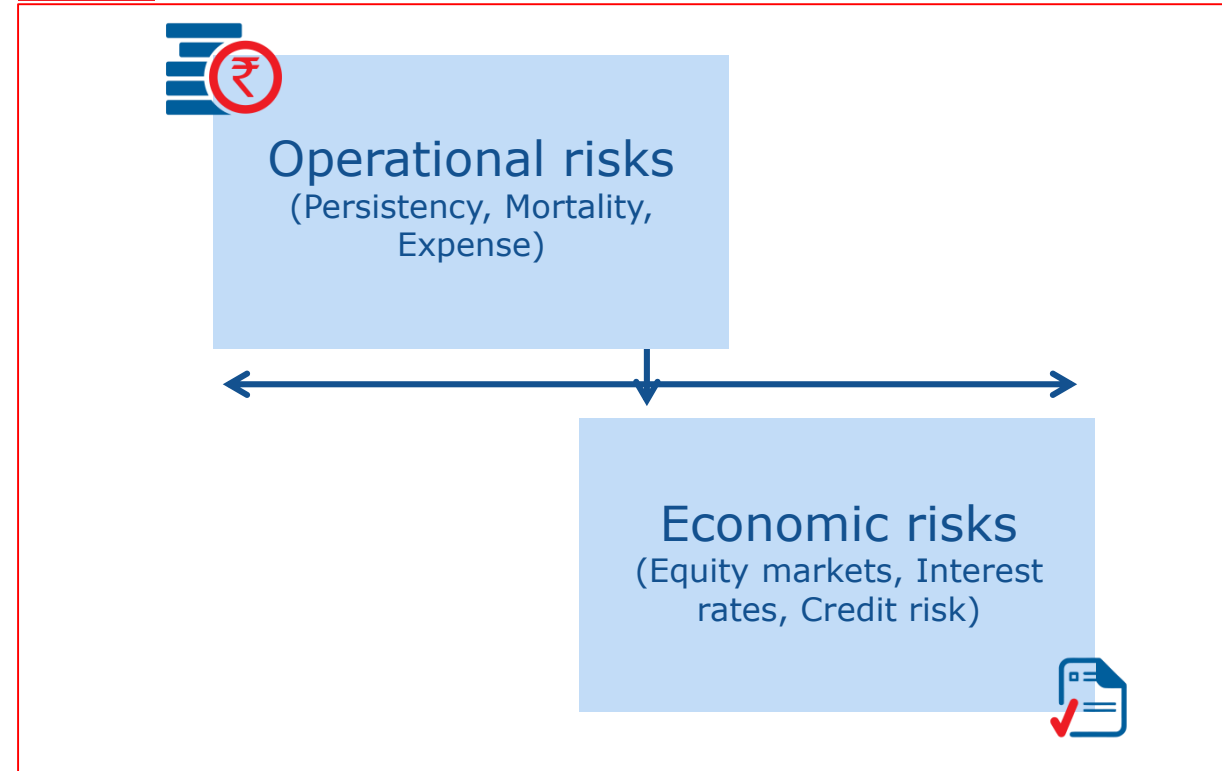 ₹
Operational risks
(Persistency, Mortality,
Expense)
Economic risks
(Equity markets, Interest
rates, Credit risk)